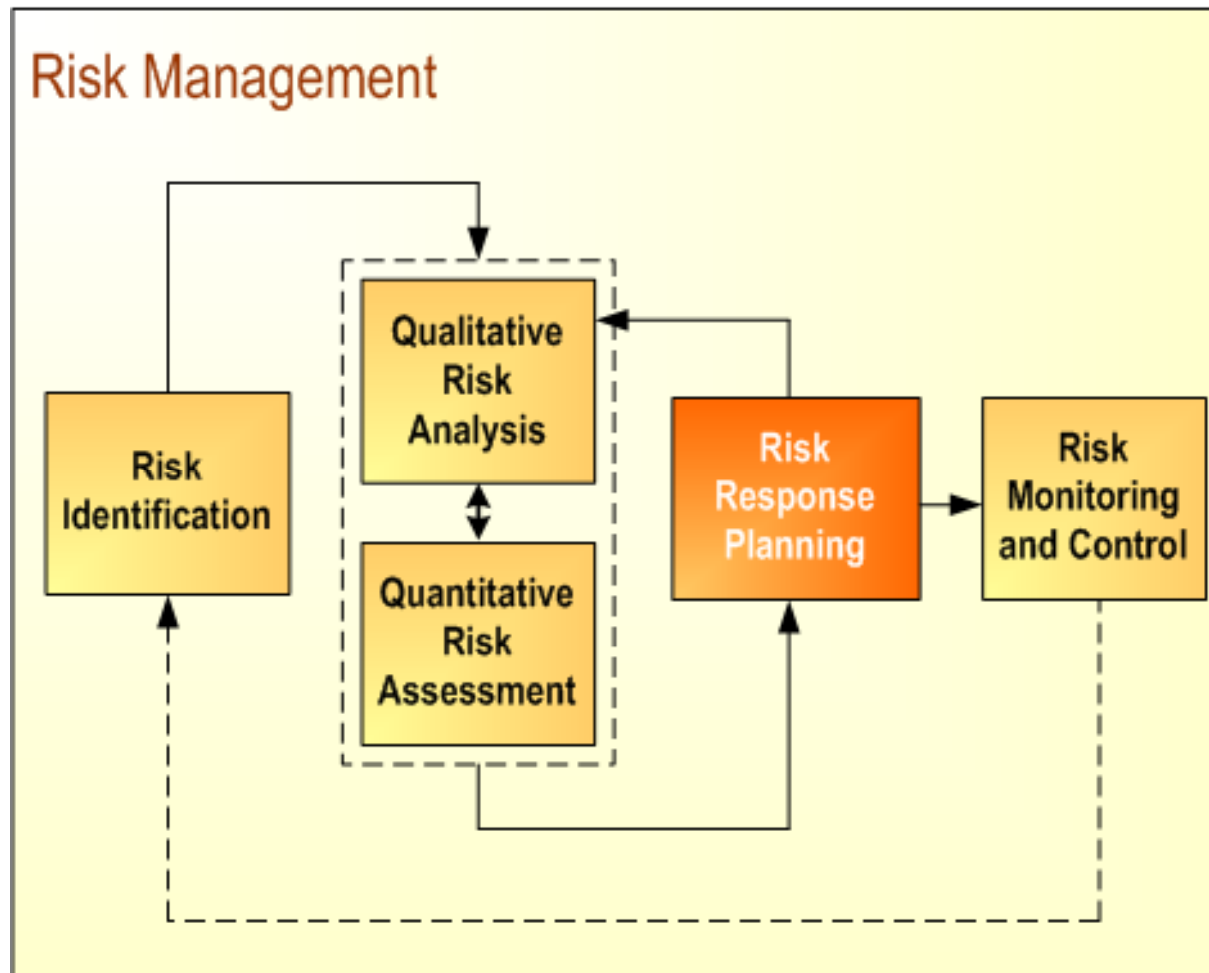 Risk Management
Qualitative
Risk
Analysis
Risk
Identification
Quantitative
Risk
Assessment
Risk
Response
Planning
Risk
Monitoring
and Control